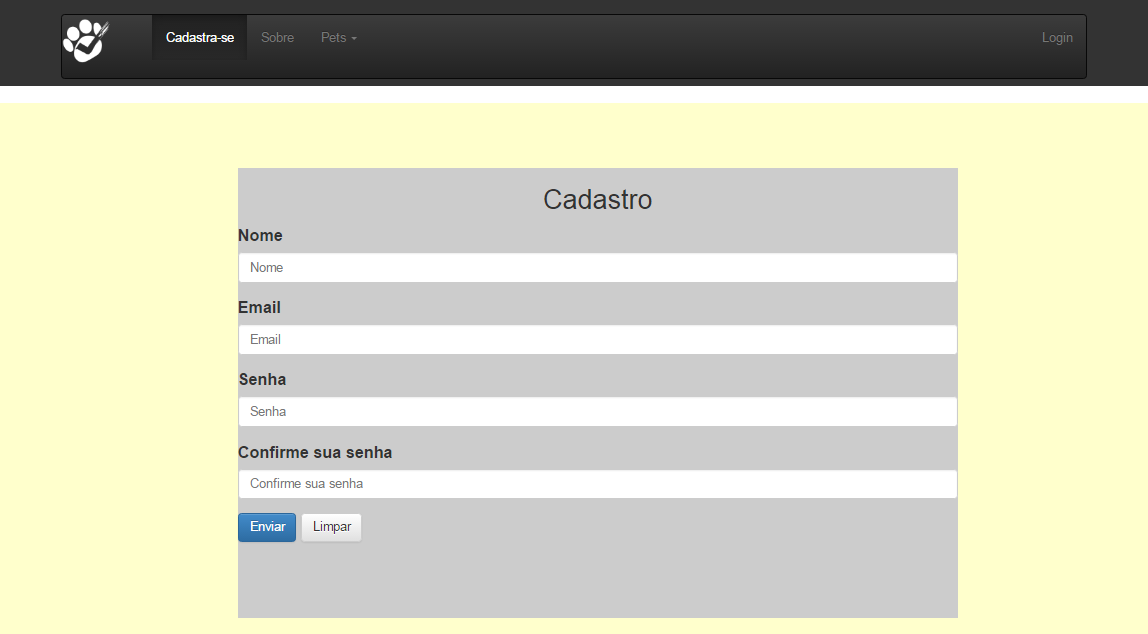 Cadastra-se Sobre Pets Login
Cadastro
Nome
Nome
Email
Email
Senha
Senha
Confirme sua senha
Confirme sua senha
Enviar Limpar